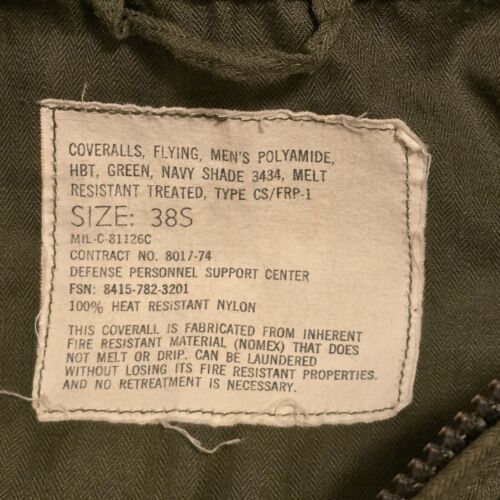 COVERALLS, FLYING, MEN'S POLYAMIDE,
HBT, GREEN, NAVY SHADE 3434, MELT
RESISTANT TREATED, TYPE CS/FRP-1
SIZE: 38S
MIL-C-81126C
CONTRACT NO. 8017-74
DEFENSE PERSONNEL SUPPORT CENTER
FSN: 8415-782-3201
100% HEAT RESISTANT NYLON
THIS COVERALL IS FABRICATED FROM INHERENT
FIRE RESISTANT MATERIAL (NOMEX) THAT DOES
NOT MELT OR DRIP. CAN BE LAUNDERED
WITHOUT LOSING ITS FIRE RESISTANT PROPERTIES.
AND NO RETREATMENT IS NECESSARY.